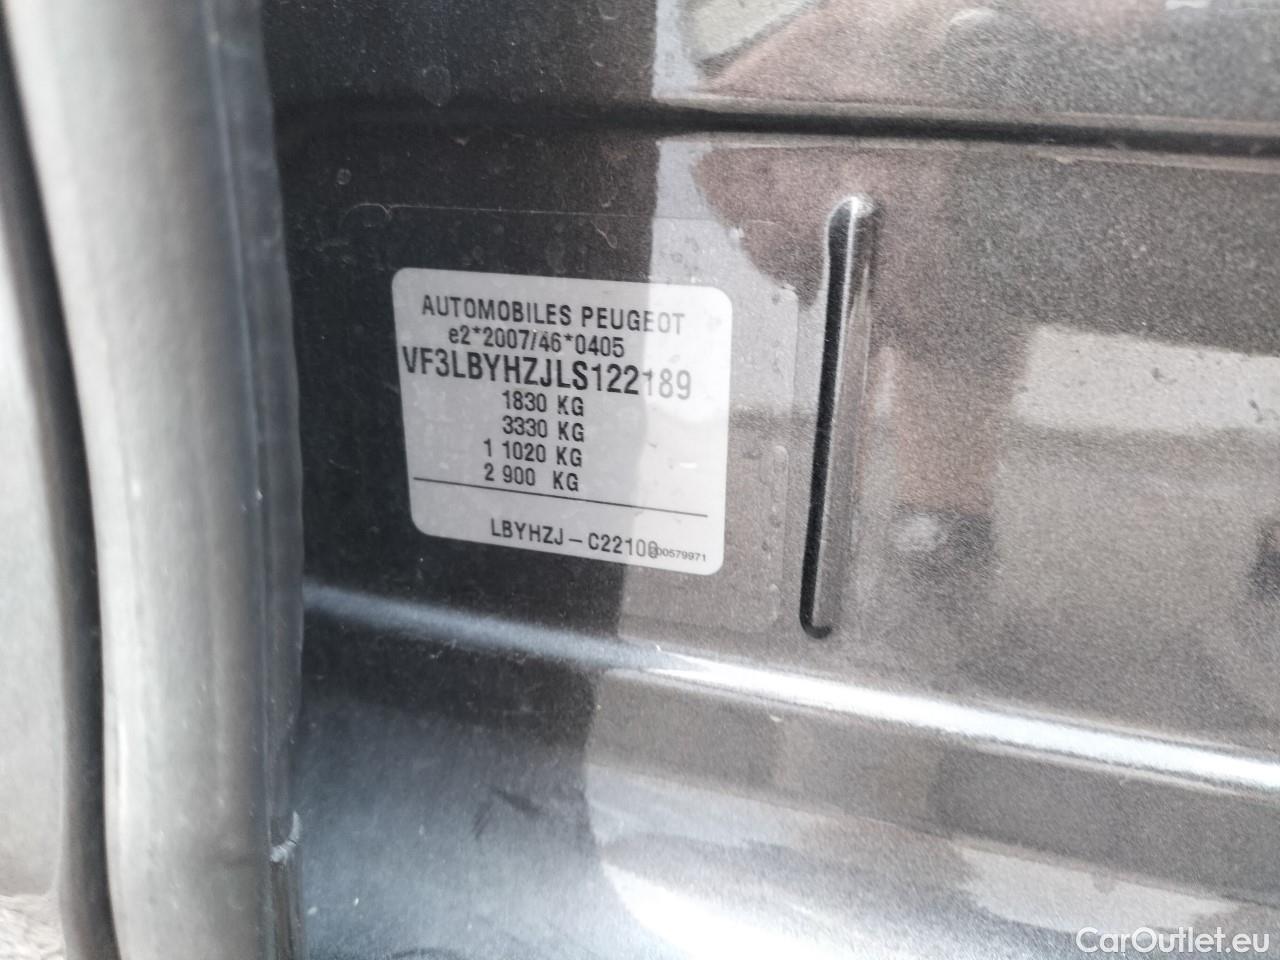 AUTOMOBILES PEUGEOT
e2*2007/46*0405
VF3LBYHZJLS122189
1830 KG
3330 KG
1 1020 KG
2 900 KG
LBYHZJ – C22100
CarOutlet.eu